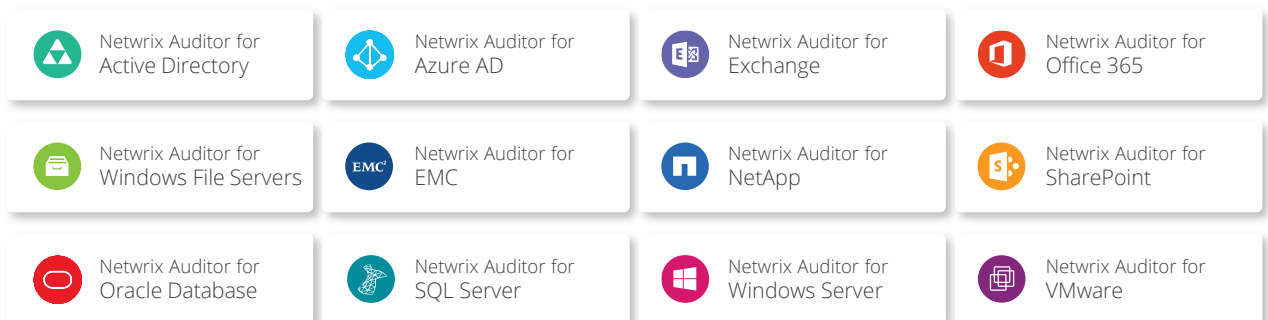 Netwrix Auditor for
Active Directory
Netwrix Auditor for
Azure AD
E
Netwrix Auditor for
Exchange
Netwrix Auditor for
Office 365
Netwrix Auditor for
Windows File Servers
EMC²
Netwrix Auditor for
EMC
Netwrix Auditor for
NetApp
S
Netwrix Auditor for
SharePoint
Netwrix Auditor for
Oracle Database
Netwrix Auditor for
SQL Server
Netwrix Auditor for
Windows Server
Netwrix Auditor for
VMware